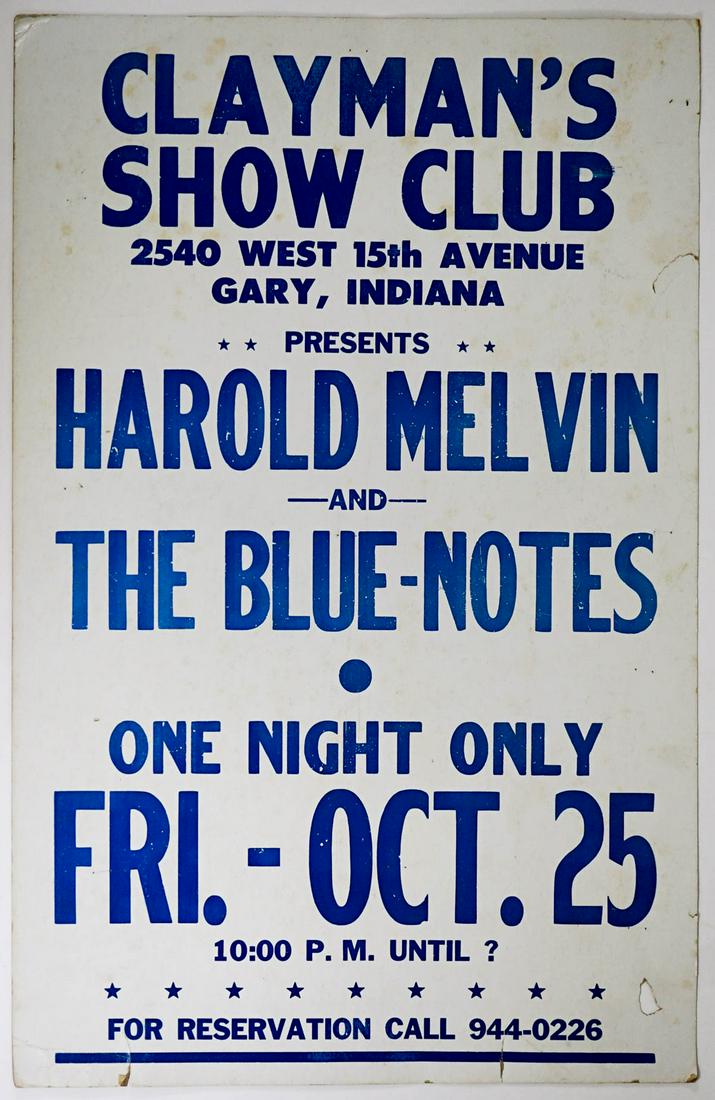 CLAYMAN'S
SHOW CLUB
2540 WEST 15th AVENUE
GARY, INDIANA
★ ★ PRESENTS ★ ★
HAROLD MELVIN
—AND—
THE BLUE-NOTES
●
ONE NIGHT ONLY
FRI. - OCT. 25
10:00 P. M. UNTIL ?
★ ★ ★ ★ ★ ★ ★ ★ ★
FOR RESERVATION CALL 944-0226